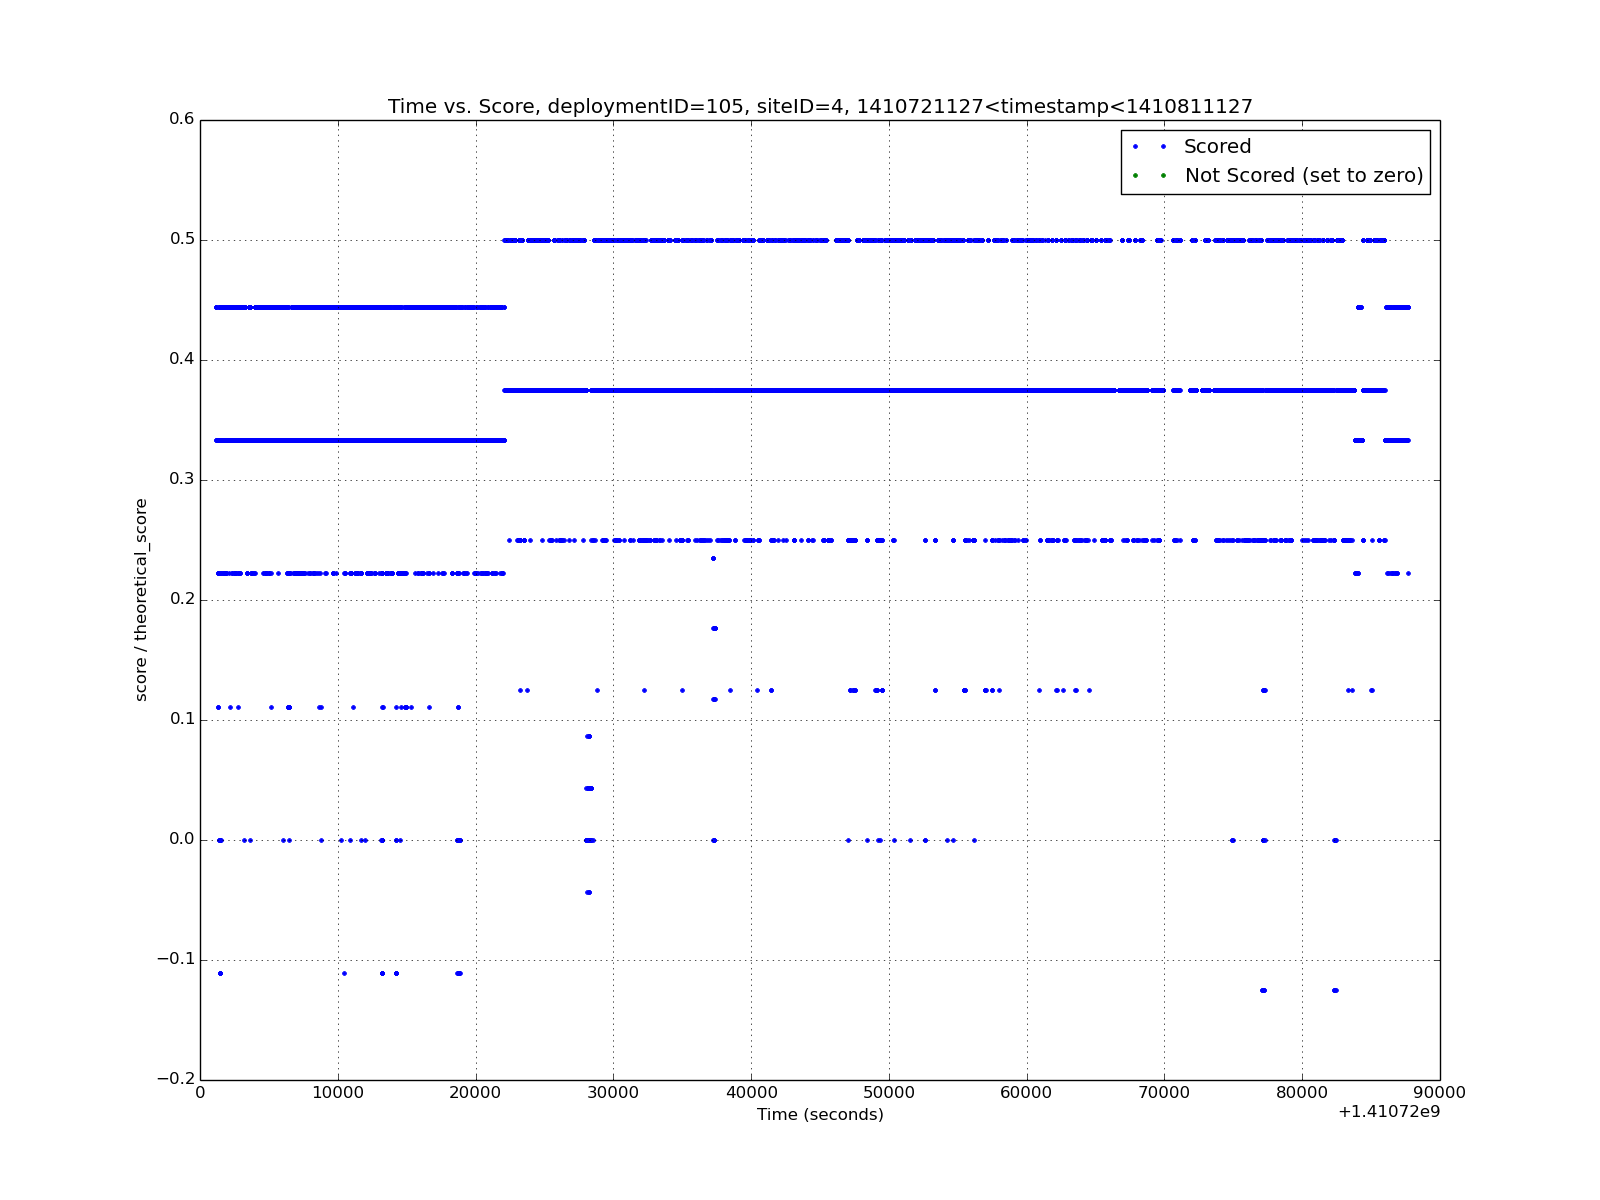 Time vs. Score, deploymentID=105, siteID=4, 1410721127<timestamp<1410811127
0.6
Scored
Not Scored (set to zero)
0.5
0.4
0.3
0.2
0.1
0.0
−0.1
−0.2
score / theoretical_score
0 10000 20000 30000 40000 50000 60000 70000 80000 90000
Time (seconds)
+1.41072e9